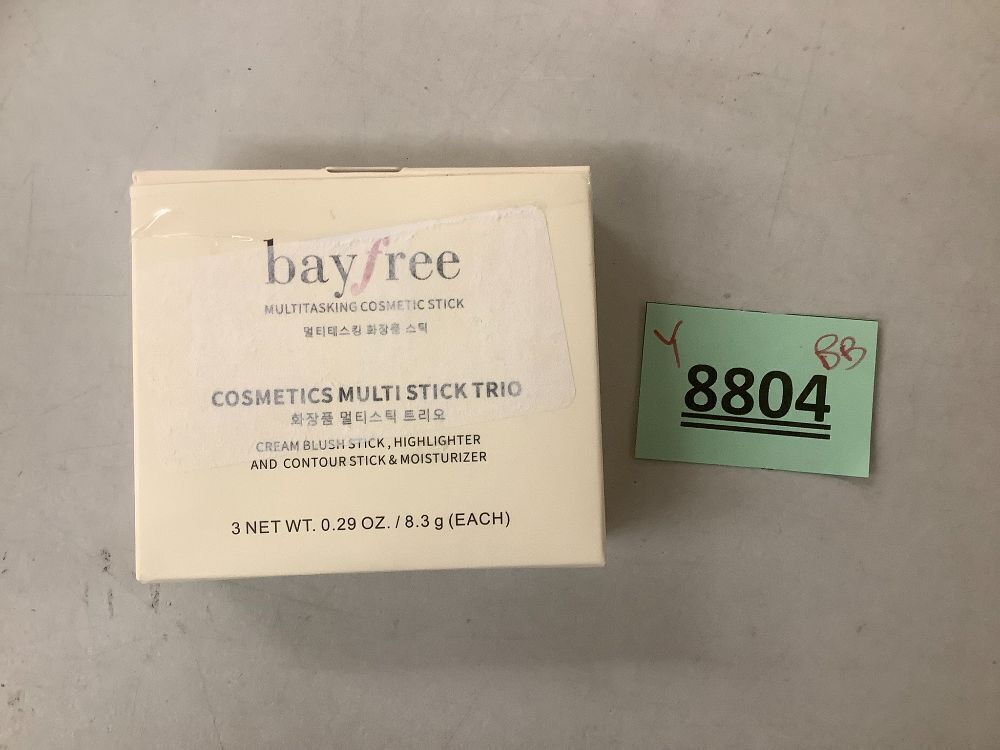 bayfree
MULTITASKING COSMETIC STICK
멀티태스킹 화장품 스틱
COSMETICS MULTI STICK TRIO
화장품 멀티스틱 트리오
CREAM BLUSH STICK, HIGHLIGHTER
AND CONTOUR STICK & MOISTURIZER
3 NET WT. 0.29 OZ. / 8.3 g (EACH)
Y
BB
8804